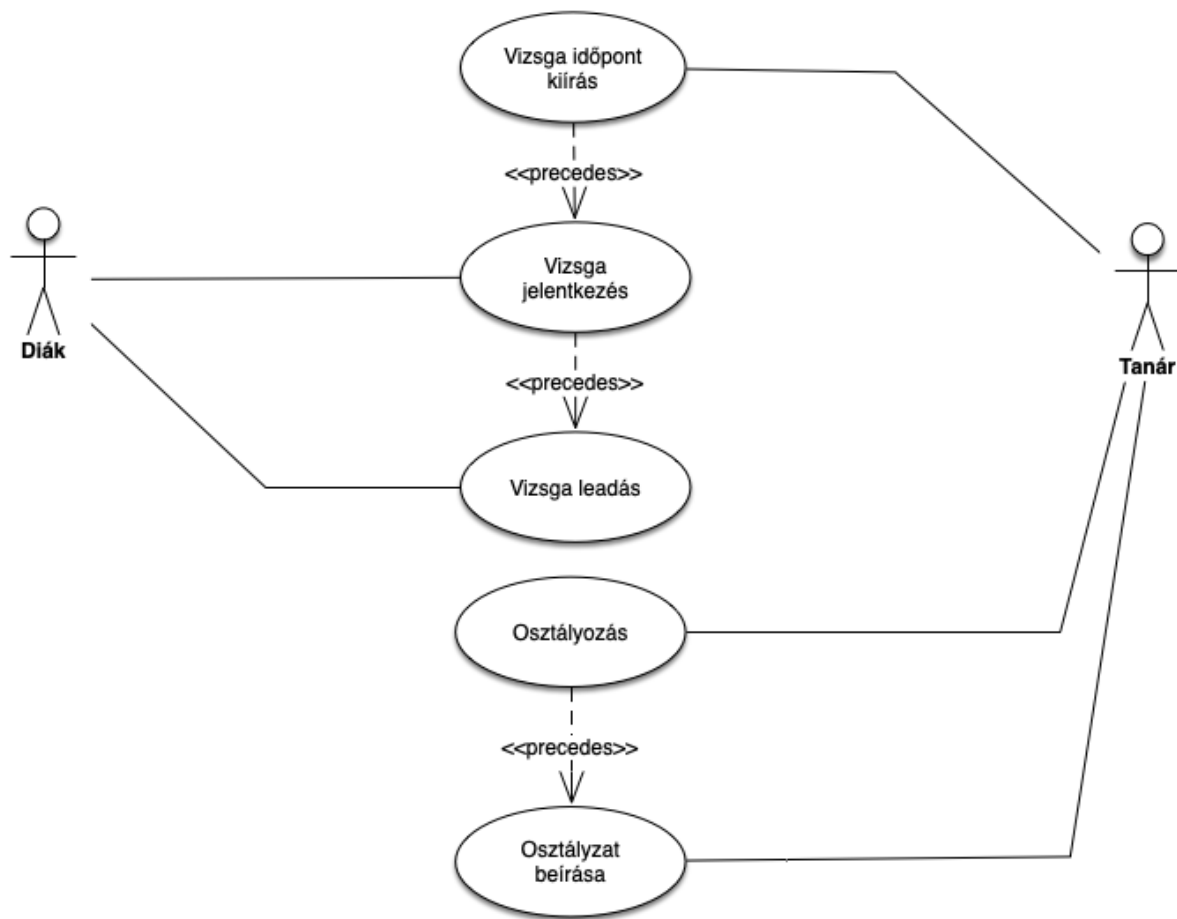 Vizsga időpont
kiírás
<<precedes>>
Vizsga
jelentkezés
Diák
Tanár
<<precedes>>
Vizsga leadás
Osztályozás
<<precedes>>
Osztályzat
beírása